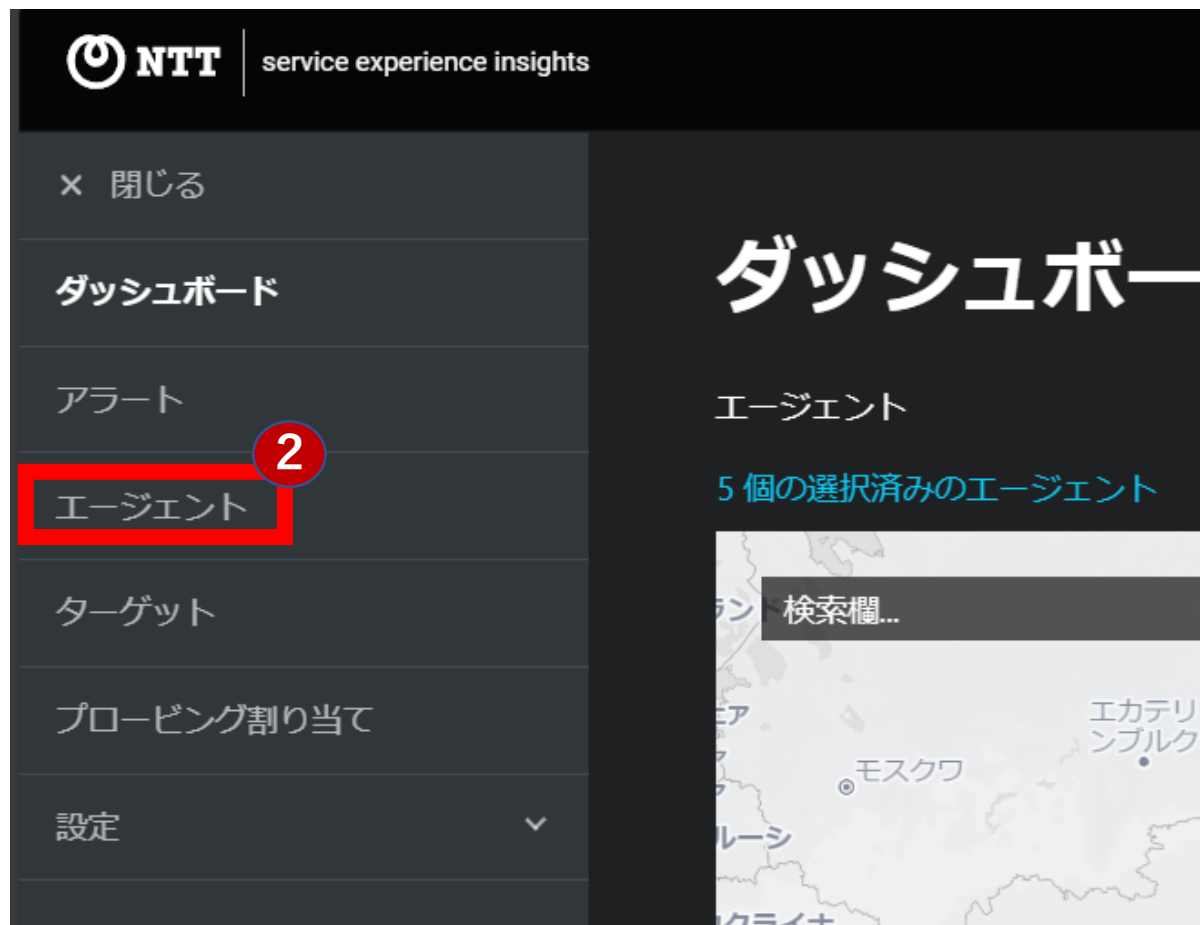 NTT service experience insights
× 閉じる
ダッシュボード
アラート
2
エージェント
ターゲット
プロービング割り当て
設定
ダッシュボー
エージェント
5 個の選択済みのエージェント
検索欄...
エカテリ
ンブルク
モスクワ
ルーシ
クライナ